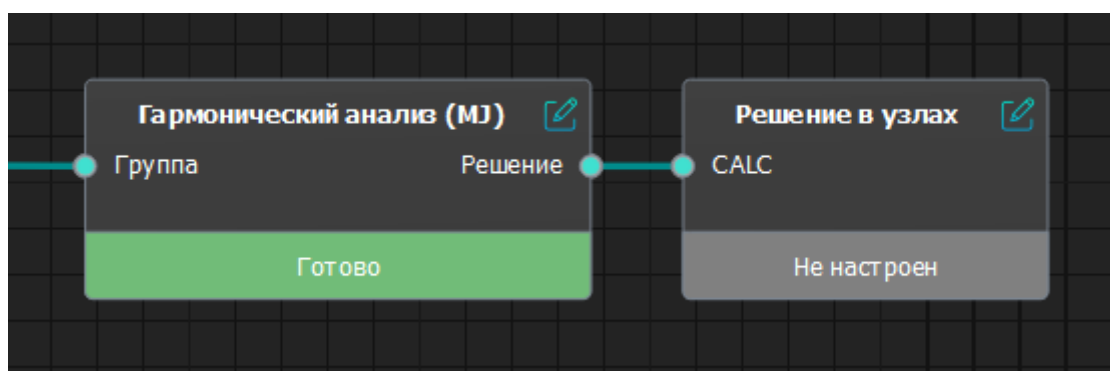 Гармонический анализ (MJ)
Группа
Решение
Готово
Решение в узлах
CALC
Не настроен